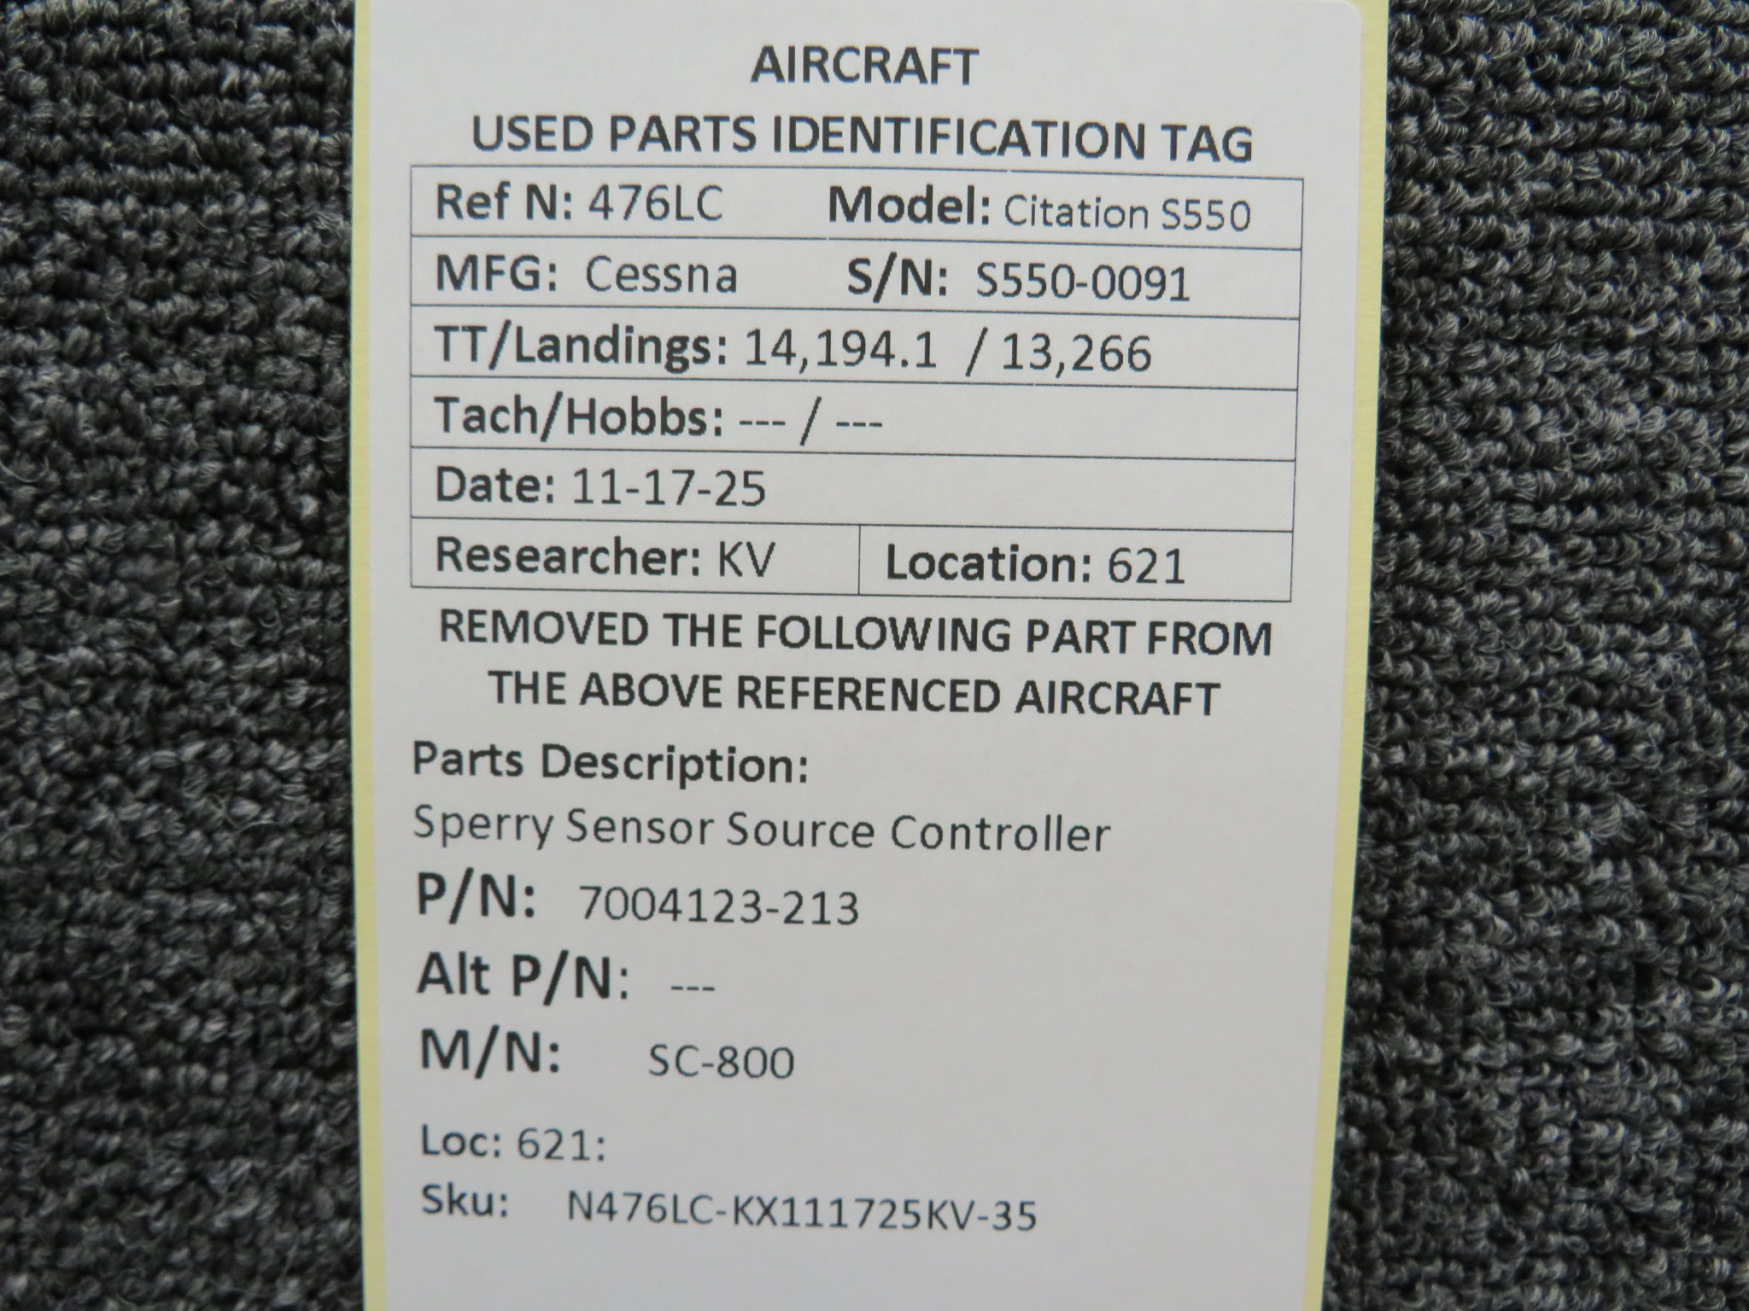 AIRCRAFT
USED PARTS IDENTIFICATION TAG
Ref N: 476LC Model: Citation S550
MFG: Cessna S/N: S550-0091
TT/Landings: 14,194.1 / 13,266
Tach/Hobbs: --- / ---
Date: 11-17-25
Researcher: KV Location: 621
REMOVED THE FOLLOWING PART FROM
THE ABOVE REFERENCED AIRCRAFT
Parts Description:
Sperry Sensor Source Controller
P/N: 7004123-213
Alt P/N: ---
M/N: SC-800
Loc: 621:
Sku: N476LC-KX111725KV-35